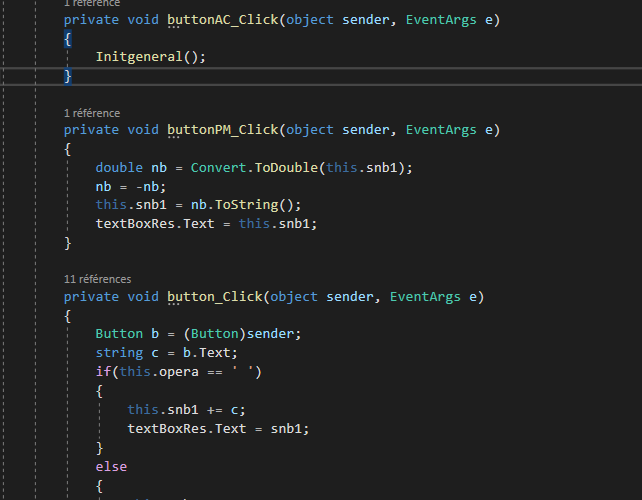 1 référence
private void buttonAC_Click(object sender, EventArgs e)
{
Initgeneral();
}
1 référence
private void buttonPM_Click(object sender, EventArgs e)
{
double nb = Convert.ToDouble(this.snb1);
nb = -nb;
this.snb1 = nb.ToString();
textBoxRes.Text = this.snb1;
}
11 références
private void button_Click(object sender, EventArgs e)
{
Button b = (Button)sender;
string c = b.Text;
if(this.opera == ' ')
{
this.snb1 += c;
textBoxRes.Text = snb1;
}
else
{